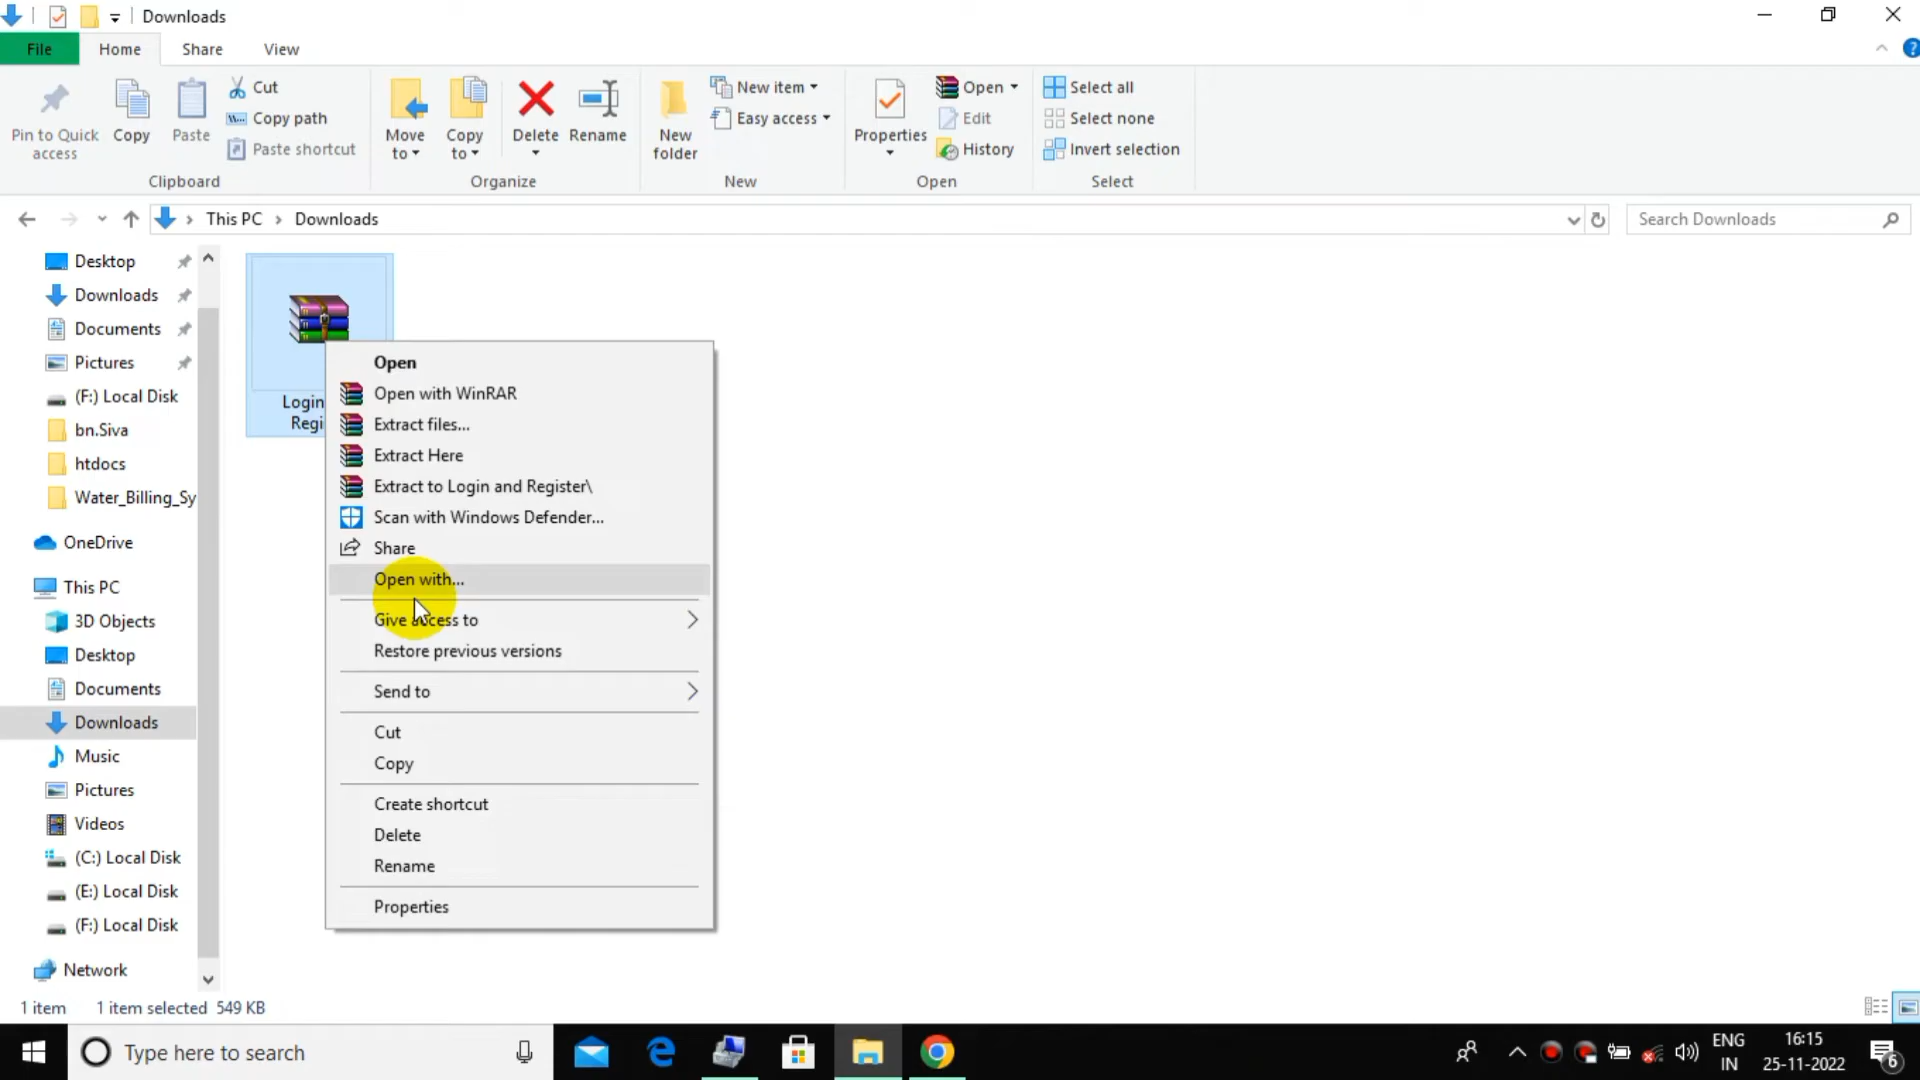 Downloads
File
Home
Share
View
Pin to Quick
access
Copy
Paste
Cut
Copy path
Paste shortcut
Clipboard
Move
to
Copy
to
Delete
Rename
Organize
New
folder
New item
Easy access
New
Properties
Open
Edit
History
Open
Select all
Select none
Invert selection
Select
This PC
Downloads
Search Downloads
Desktop
Downloads
Documents
Pictures
(F:) Local Disk
bn.Siva
htdocs
Water_Billing_Sy
OneDrive
This PC
3D Objects
Desktop
Documents
Downloads
Music
Pictures
Videos
(C:) Local Disk
(E:) Local Disk
(F:) Local Disk
Network
Login
Regi
Open
Open with WinRAR
Extract files...
Extract Here
Extract to Login and Register\
Scan with Windows Defender...
Share
Open with...
Give access to
Restore previous versions
Send to
Cut
Copy
Create shortcut
Delete
Rename
Properties
1 item
1 item selected 549 KB
Type here to search
ENG
IN
16:15
25-11-2022
6